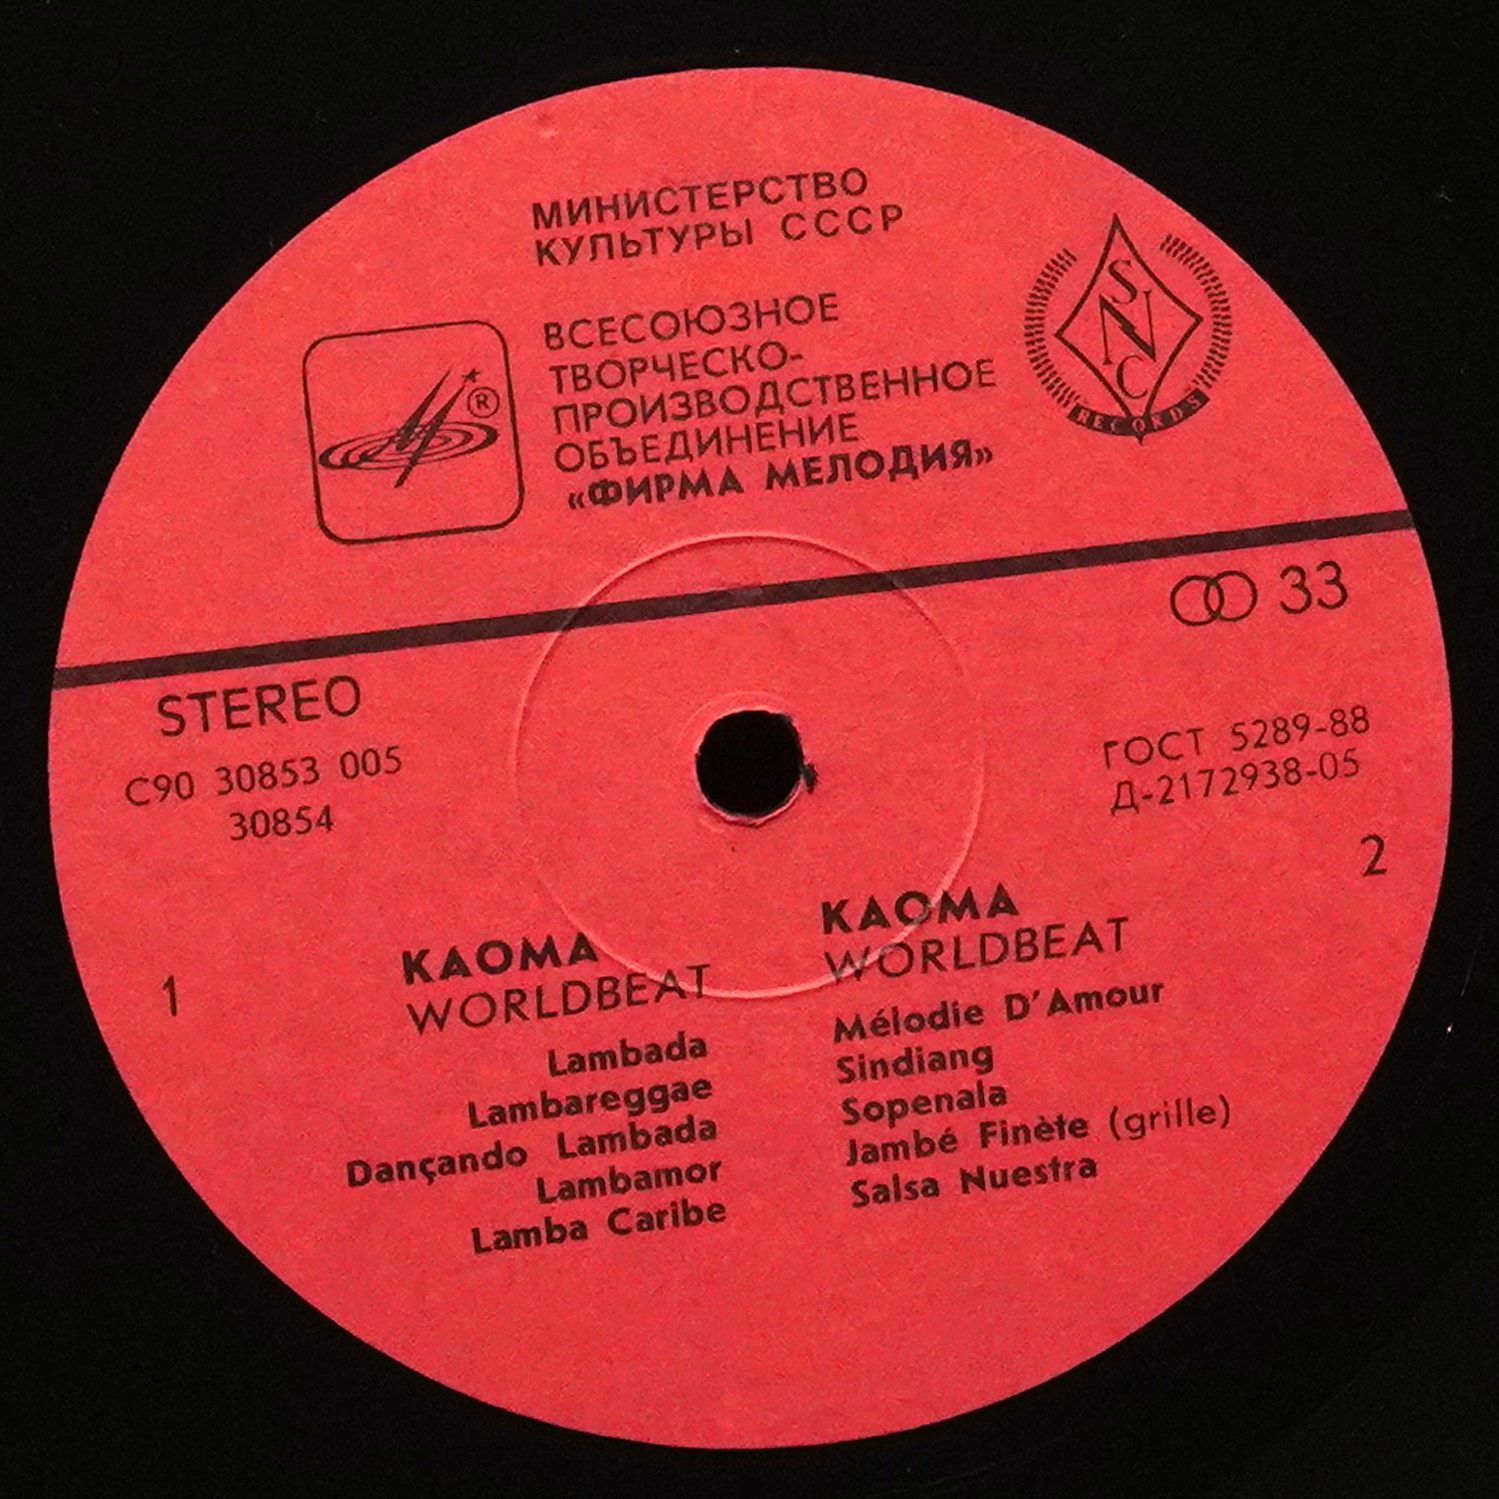 МИНИСТЕРСТВО
КУЛЬТУРЫ СССР
ВСЕСОЮЗНОЕ
ТВОРЧЕСКО-
ПРОИЗВОДСТВЕННОЕ
ОБЪЕДИНЕНИЕ
«ФИРМА МЕЛОДИЯ»
®
SNC
RECORDS
33
STEREO
С90 30853 005
30854
ГОСТ 5289-88
Д-2172938-05
1
KAOMA
WORLDBEAT
Lambada
Lambareggae
Dançando Lambada
Lambamor
Lamba Caribe
2
KAOMA
WORLDBEAT
Mélodie D'Amour
Sindiang
Sopenala
Jambé Finète (grille)
Salsa Nuestra